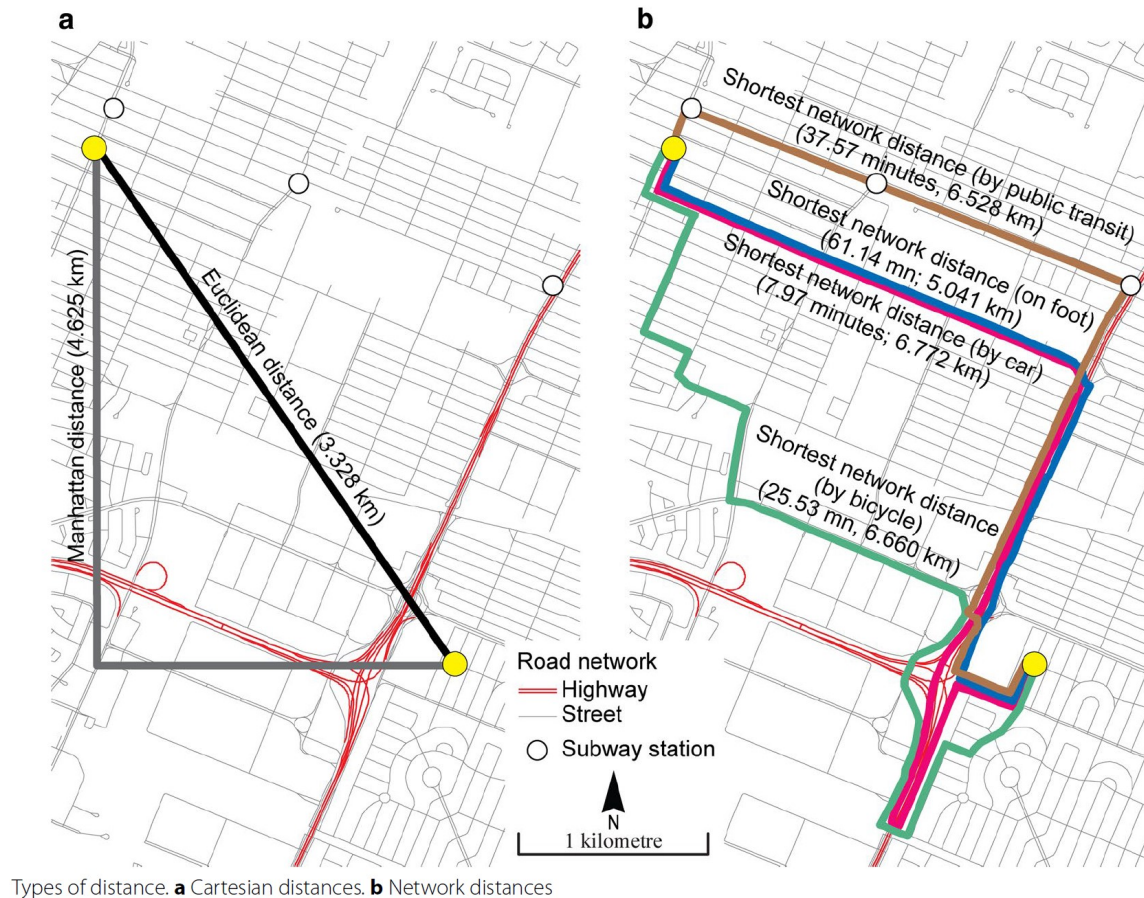 a
Manhattan distance (4.625 km)
Euclidean distance (3.328 km)
b
Shortest network distance (by public transit)
(37.57 minutes, 6.528 km)
Shortest network distance (on foot)
(61.14 mn; 5.041 km)
Shortest network distance (by car)
(7.97 minutes; 6.772 km)
Shortest network distance
(by bicycle)
(25.53 mn, 6.660 km)
Road network
Highway
Street
Subway station
N
1 kilometre
Types of distance. a Cartesian distances. b Network distances